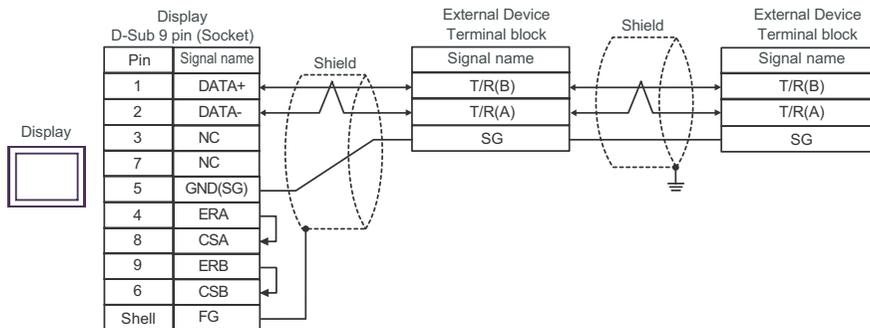 Display
D-Sub 9 pin (Socket)
Pin Signal name
1 DATA+
2 DATA-
3 NC
7 NC
5 GND(SG)
4 ERA
8 CSA
9 ERB
6 CSB
Shell FG
Display
Shield
External Device
Terminal block
Signal name
T/R(B)
T/R(A)
SG
Shield
External Device
Terminal block
Signal name
T/R(B)
T/R(A)
SG